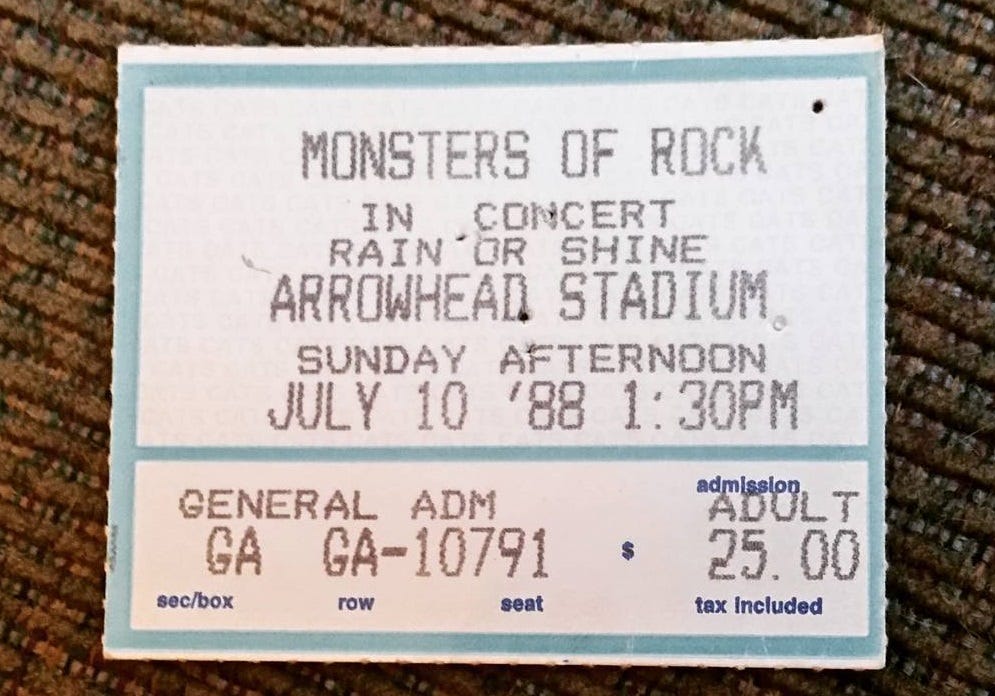 MONSTERS OF ROCK
IN CONCERT
RAIN OR SHINE
ARROWHEAD STADIUM
SUNDAY AFTERNOON
JULY 10 '88 1:30PM
admission
GENERAL ADM ADULT
GA GA-10791 $ 25.00
sec/box row seat tax included